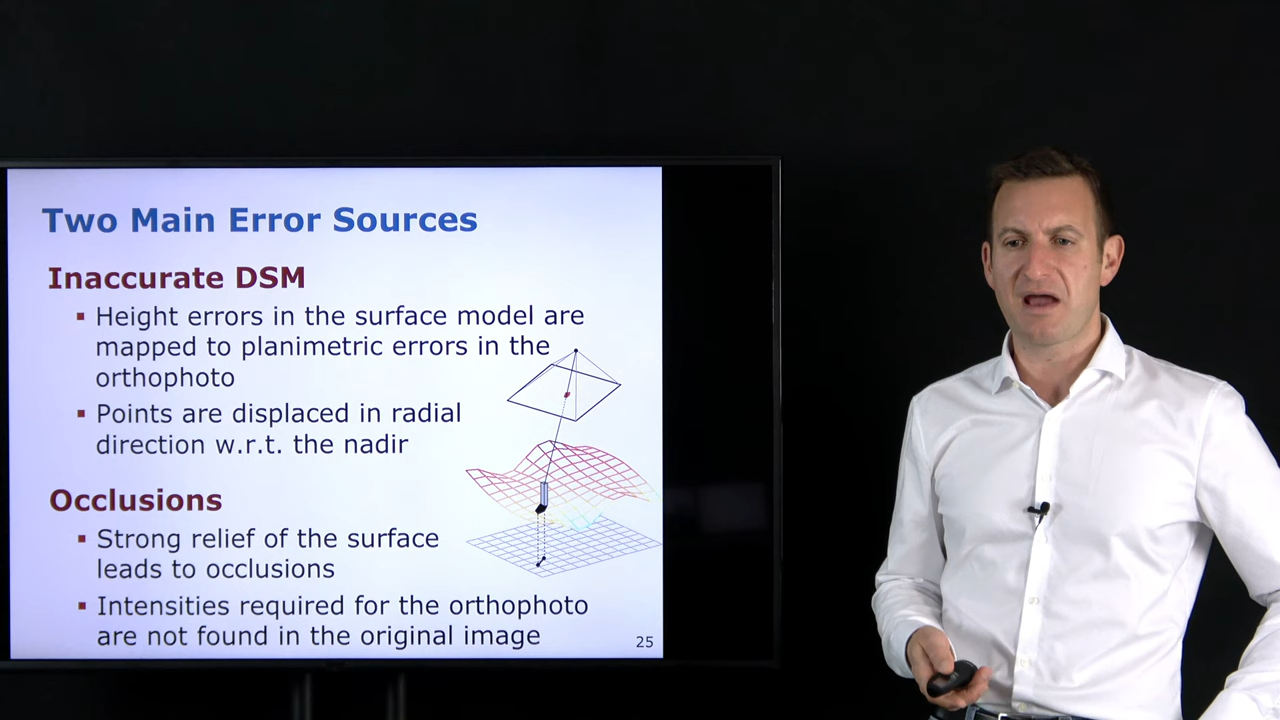 Two Main Error Sources
Inaccurate DSM
▪ Height errors in the surface model are
mapped to planimetric errors in the
orthophoto
▪ Points are displaced in radial
direction w.r.t. the nadir
Occlusions
▪ Strong relief of the surface
leads to occlusions
▪ Intensities required for the orthophoto
are not found in the original image
25